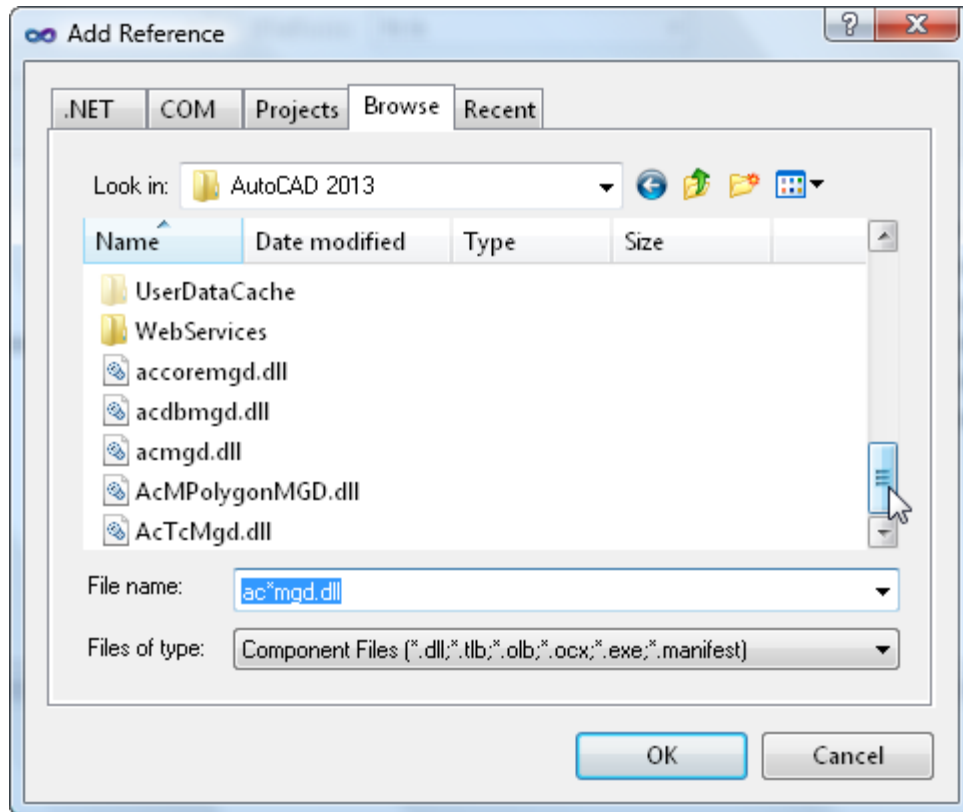 Add Reference
.NET COM Projects Browse Recent
Look in: AutoCAD 2013
Name Date modified Type Size
UserDataCache
WebServices
accoremgd.dll
acdbmgd.dll
acmgd.dll
AcMPolygonMGD.dll
AcTcMgd.dll
File name: ac*mgd.dll
Files of type: Component Files (*.dll;*.tlb;*.olb;*.ocx;*.exe;*.manifest)
OK Cancel